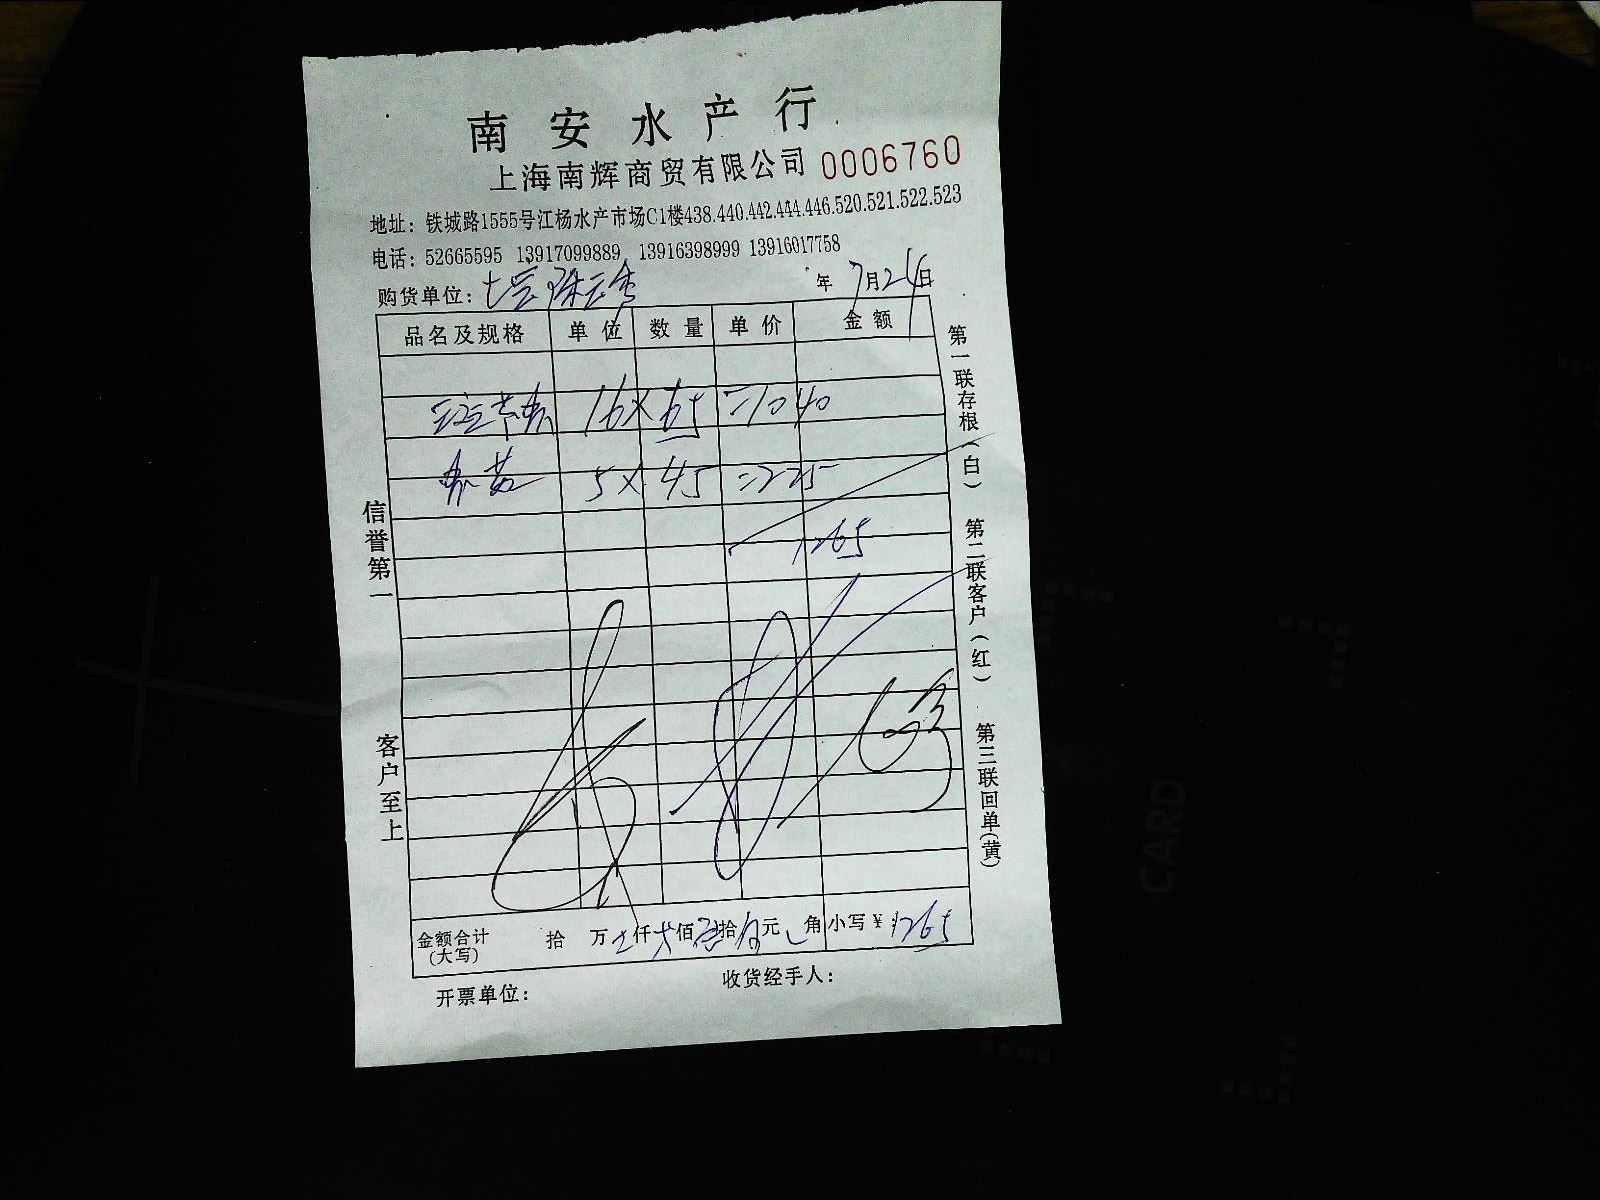 南安水产行
上海南辉商贸有限公司 0006760
地址：铁城路1555号江杨水产市场C1楼438.440.442.444.446.520.521.522.523
电话：52665595 13917099889 13916398999 13916017758
购货单位： 年7月24日
品名及规格 单位 数量 单价 金额
16×65=1040
5×45=225
1265
金额合计(大写) 拾 万 仟 佰 拾 元 角 小写￥:1265
开票单位： 收货经手人：
信誉第一
客户至上
第一联存根(白)
第二联客户(红)
第三联回单(黄)
CARD